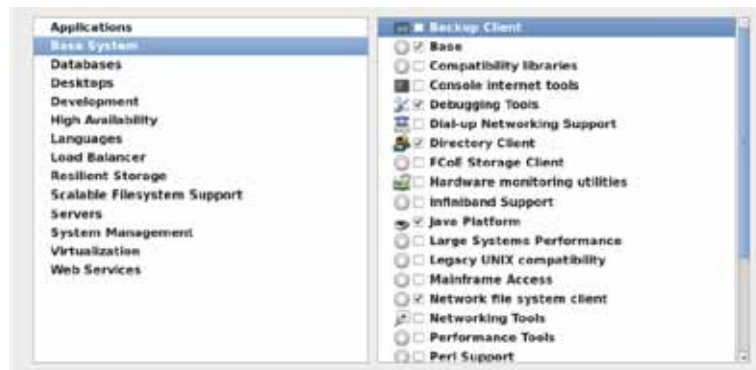 Applications
Base System
Databases
Desktops
Development
High Availability
Languages
Load Balancer
Resilient Storage
Scalable Filesystem Support
Servers
System Management
Virtualization
Web Services
Backup Client
Base
Compatibility libraries
Console internet tools
Debugging Tools
Dial-up Networking Support
Directory Client
FCoE Storage Client
Hardware monitoring utilities
Infiniband Support
Java Platform
Large Systems Performance
Legacy UNIX compatibility
Mainframe Access
Network file system client
Networking Tools
Performance Tools
Perl Support